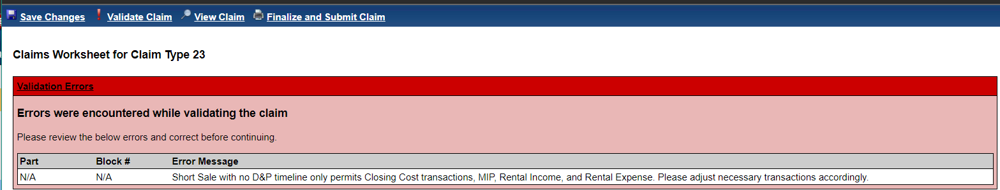 Save Changes Validate Claim View Claim Finalize and Submit Claim
Claims Worksheet for Claim Type 23
Validation Errors
Errors were encountered while validating the claim
Please review the below errors and correct before continuing.
Part Block # Error Message
N/A N/A Short Sale with no D&P timeline only permits Closing Cost transactions, MIP, Rental Income, and Rental Expense. Please adjust necessary transactions accordingly.